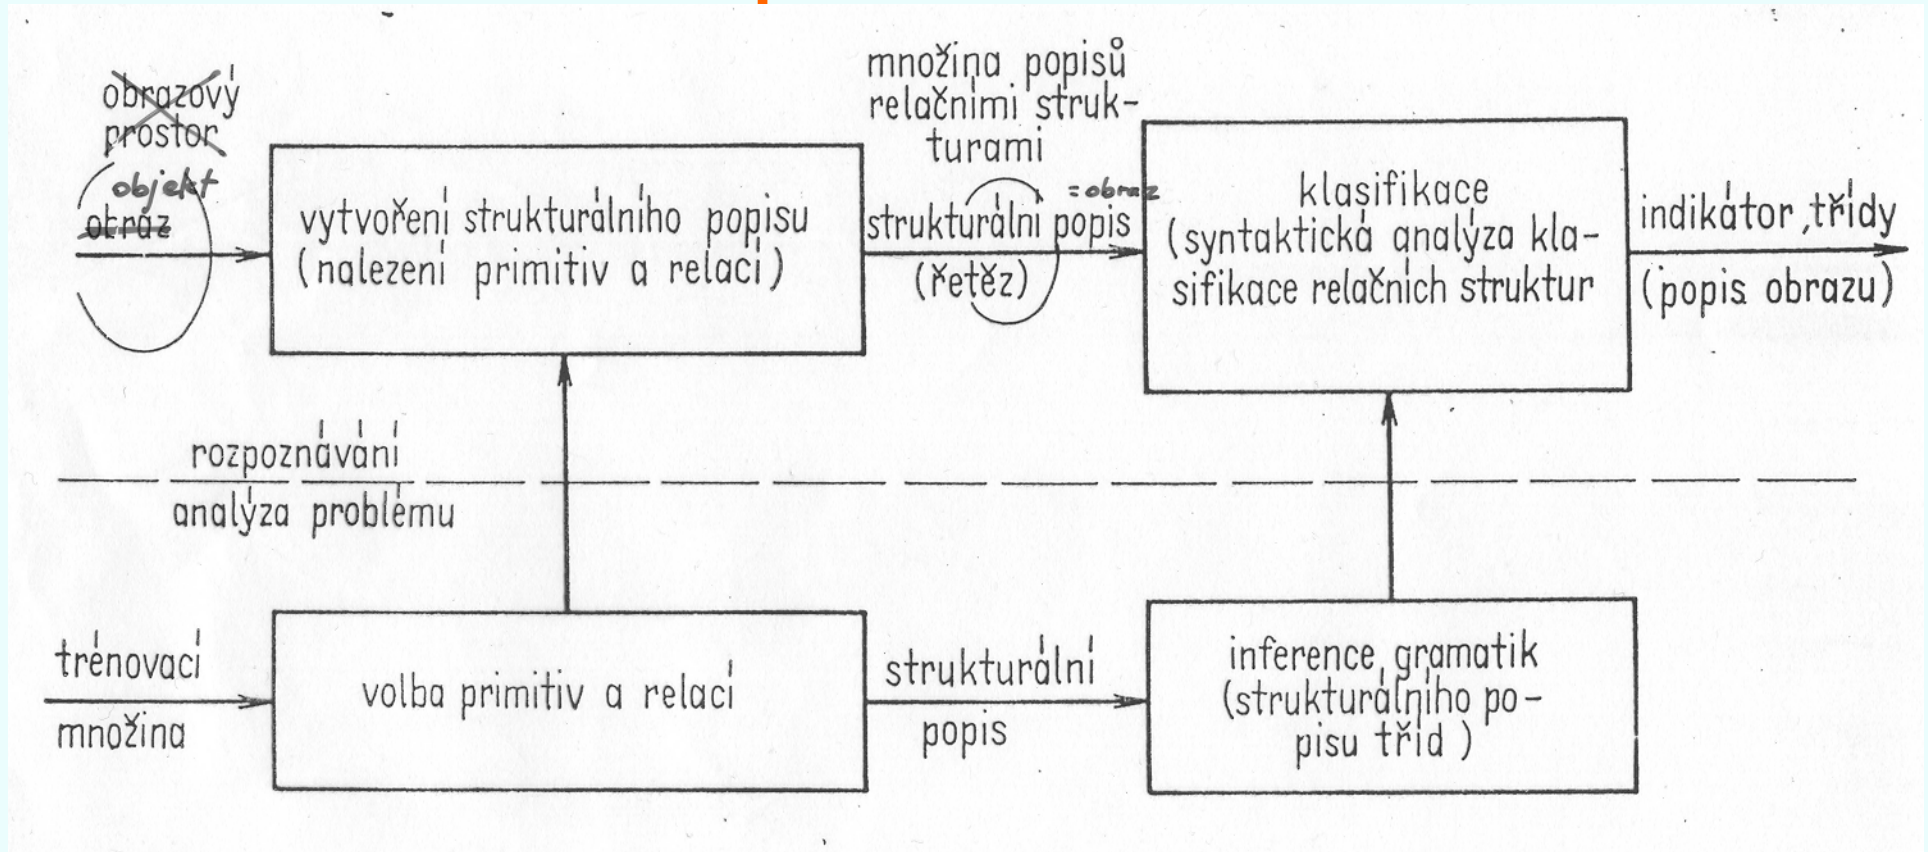 obrazový
prostor
objekt
obraz
vytvoření strukturálního popisu
(nalezení primitiv a relací)
množina popisů
relačními struk-
turami
= obraz
strukturální popis
(řetěz)
klasifikace
(syntaktická analýza kla-
sifikace relačních struktur
indikátor třídy
(popis obrazu)
rozpoznávání
analýza problému
trénovací
množina
volba primitiv a relací
strukturální
popis
inference gramatik
(strukturálního po-
pisu tříd)